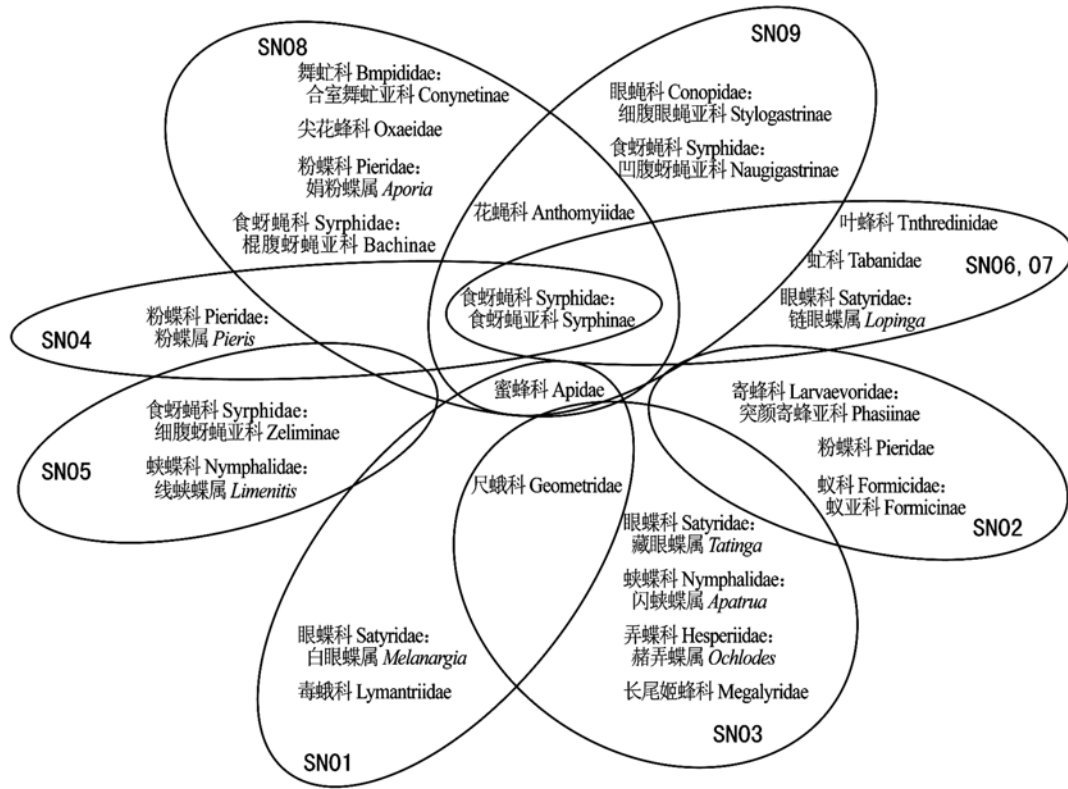 SN08
舞虻科 Bmpididae：
合室舞虻亚科 Conynetinae
尖花蜂科 Oxaeidae
粉蝶科 Pieridae：
娟粉蝶属 Aporia
食蚜蝇科 Syrphidae：
棍腹蚜蝇亚科 Bachinae
SN09
眼蝇科 Conopidae：
细腹眼蝇亚科 Stylogastrinae
食蚜蝇科 Syrphidae：
凹腹蚜蝇亚科 Naugigastrinae
花蝇科 Anthomyiidae
叶蜂科 Tnthredinidae
虻科 Tabanidae
SN06, 07
眼蝶科 Satyridae：
链眼蝶属 Lopinga
食蚜蝇科 Syrphidae：
食蚜蝇亚科 Syrphinae
SN04
粉蝶科 Pieridae：
粉蝶属 Pieris
蜜蜂科 Apidae
食蚜蝇科 Syrphidae：
细腹蚜蝇亚科 Zeliminae
SN05
蛱蝶科 Nymphalidae：
线蛱蝶属 Limenitis
寄蜂科 Larvaevoridae：
突颜寄蜂亚科 Phasiinae
粉蝶科 Pieridae
蚁科 Formicidae：
蚁亚科 Formicinae
SN02
尺蛾科 Geometridae
眼蝶科 Satyridae：
藏眼蝶属 Tatinga
蛱蝶科 Nymphalidae：
闪蛱蝶属 Apatrua
弄蝶科 Hesperiidae：
赭弄蝶属 Ochlodes
长尾姬蜂科 Megalyridae
SN03
眼蝶科 Satyridae：
白眼蝶属 Melanargia
毒蛾科 Lymantriidae
SN01